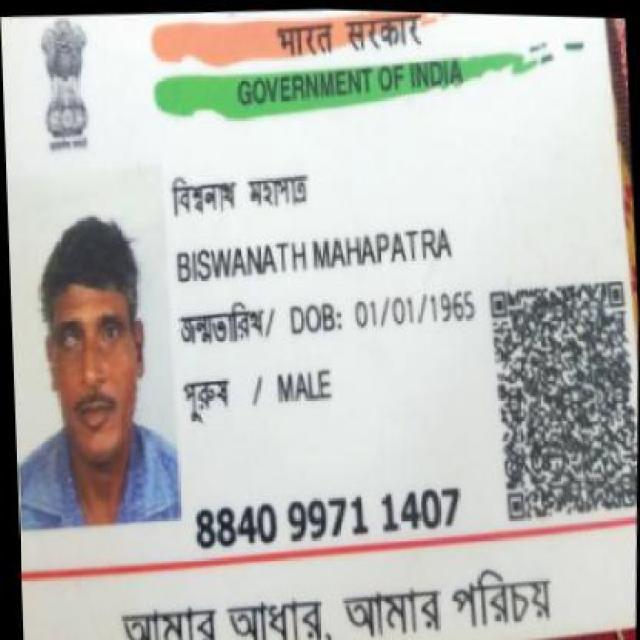 भारत सरकार
GOVERNMENT OF INDIA
বিশ্বনাথ মহাপাত্র
BISWANATH MAHAPATRA
জন্মতারিখ/ DOB: 01/01/1965
পুরুষ / MALE
8840 9971 1407
আমার আধার, আমার পরিচয়